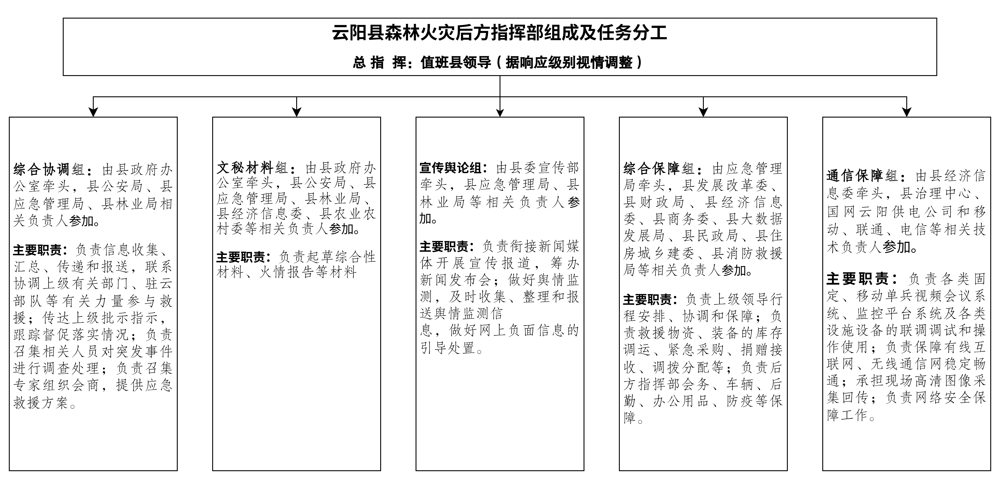 云阳县森林火灾后方指挥部组成及任务分工
总 指 挥：值班县领导（据响应级别视情调整）
综合协调组：由县政府办
公室牵头，县公安局、县
应急管理局、县林业局相
关负责人参加。
主要职责：负责信息收集、
汇总、传递和报送，联系
协调上级有关部门、驻云
部队等有关力量参与救
援；传达上级批示指示，
跟踪督促落实情况；负责
召集相关人员对突发事件
进行调查处理；负责召集
专家组织会商，提供应急
救援方案。
文秘材料组：由县政府办
公室牵头，县公安局、县
应急管理局、县林业局、
县经济信息委、县农业农
村委等相关负责人参加。
主要职责：负责起草综合性
材料、火情报告等材料
宣传舆论组：由县委宣传部
牵头，县应急管理局、县
林业局等相关负责人参
加。
主要职责：负责衔接新闻媒
体开展宣传报道，筹办
新闻发布会；做好舆情监
测，及时收集、整理和报
送舆情监测信
息，做好网上负面信息的
引导处置。
综合保障组：由应急管理
局牵头，县发展改革委、
县财政局、县经济信息
委、县商务委、县大数据
发展局、县民政局、县住
房城乡建委、县消防救援
局等相关负责人参加。
主要职责：负责上级领导行
程安排、协调和保障；负
责救援物资、装备的库存
调运、紧急采购、捐赠接
收、调拨分配等；负责后
方指挥部会务、车辆、后
勤、办公用品、防疫等保
障。
通信保障组：由县经济信
息委牵头，县治理中心、
国网云阳供电公司和移
动、联通、电信等相关技
术负责人参加。
主要职责：负责各类固
定、移动单兵视频会议系
统、监控平台系统及各类
设施设备的联调调试和操
作使用；负责保障有线互
联网、无线通信网稳定畅
通；承担现场高清图像采
集回传；负责网络安全保
障工作。